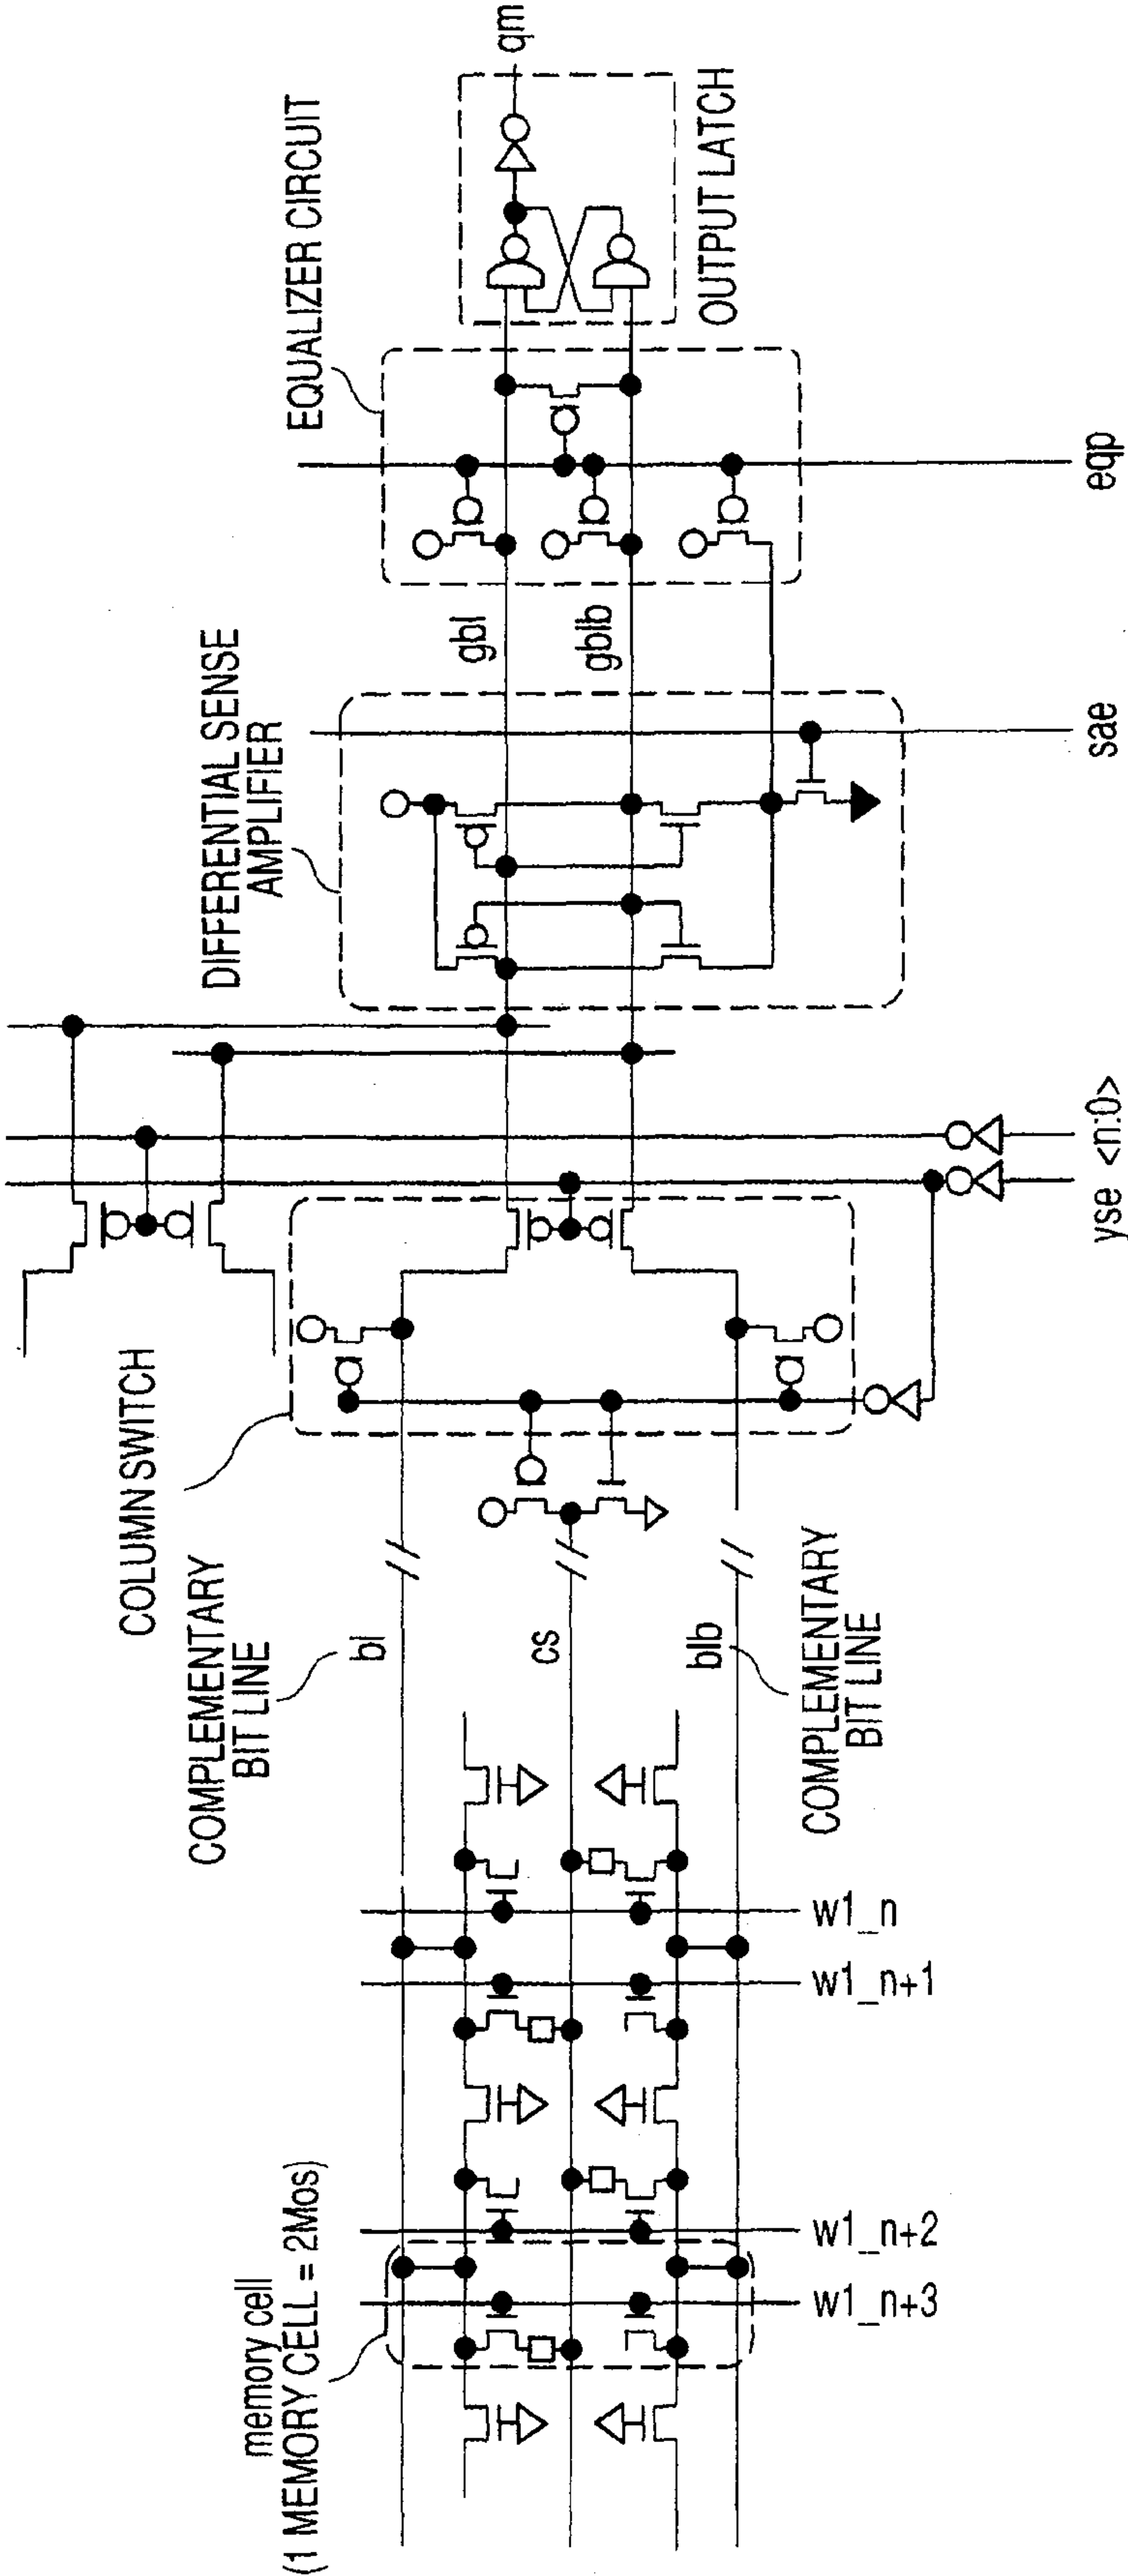 memory cell
(1 MEMORY CELL = 2Mos)
COMPLEMENTARY
BIT LINE
COLUMN SWITCH
DIFFERENTIAL SENSE
AMPLIFIER
EQUALIZER CIRCUIT
bl
cs
blb
gbl
gblb
qm
COMPLEMENTARY
BIT LINE
OUTPUT LATCH
w1_n+3
w1_n+2
w1_n+1
w1_n
yse <n:0>
sae
eqp